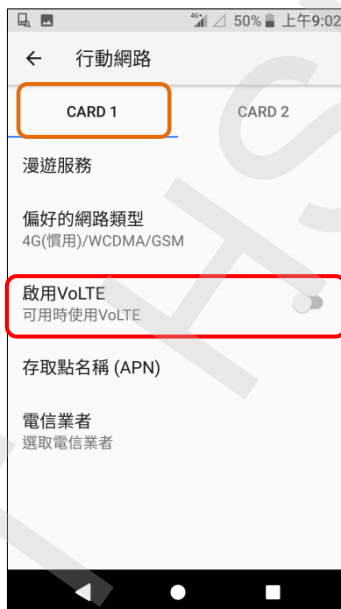 4G+ 50% 上午9:02
行動網路
CARD 1 CARD 2
漫遊服務
偏好的網路類型
4G(慣用)/WCDMA/GSM
啟用VoLTE
可用時使用VoLTE
存取點名稱 (APN)
電信業者
選取電信業者